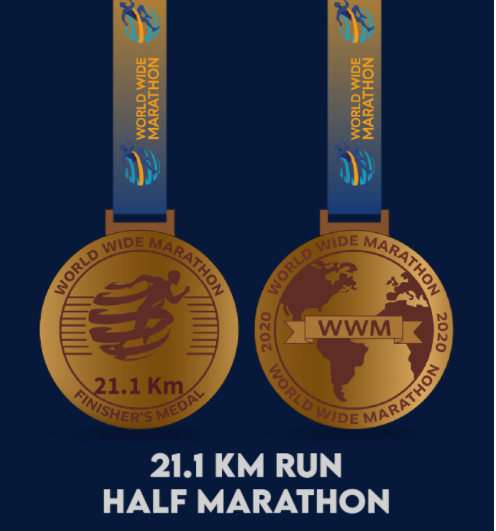 WORLD WIDE
MARATHON
WORLD WIDE
MARATHON
WORLD WIDE MARATHON
21.1 Km
FINISHER'S MEDAL
WORLD WIDE MARATHON
2020
WWM
2020
WORLD WIDE MARATHON
21.1 KM RUN
HALF MARATHON